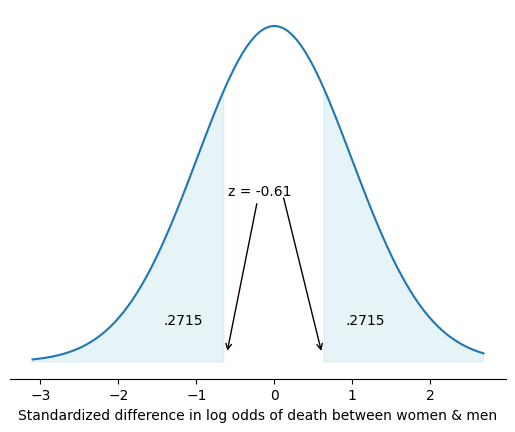 z = -0.61
.2715 .2715
−3 −2 −1 0 1 2
Standardized difference in log odds of death between women & men